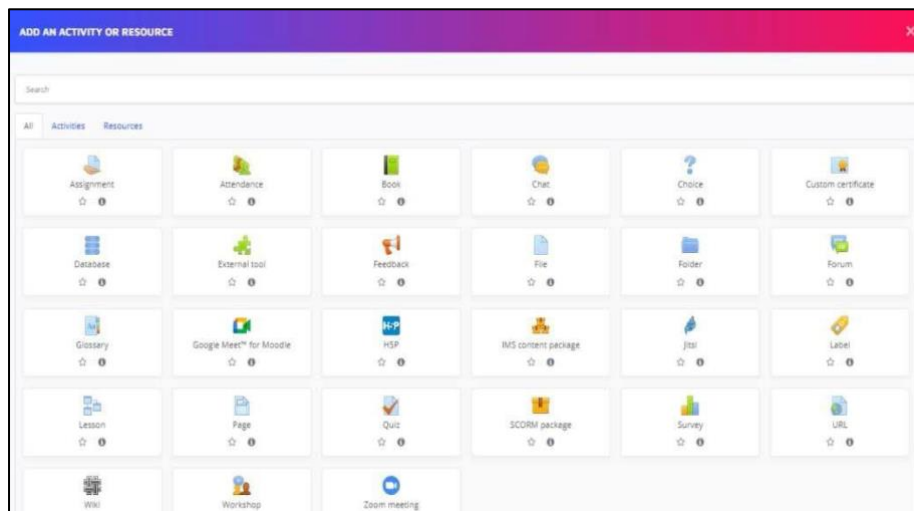 ADD AN ACTIVITY OR RESOURCE
Search
All Activities Resources
Assignment Attendance Book Chat Choice Custom certificate
Database External tool Feedback File Folder Forum
Glossary Google Meet™ for Moodle H5P IMS content package Jitsi Label
Lesson Page Quiz SCORM package Survey URL
Wiki Workshop Zoom meeting